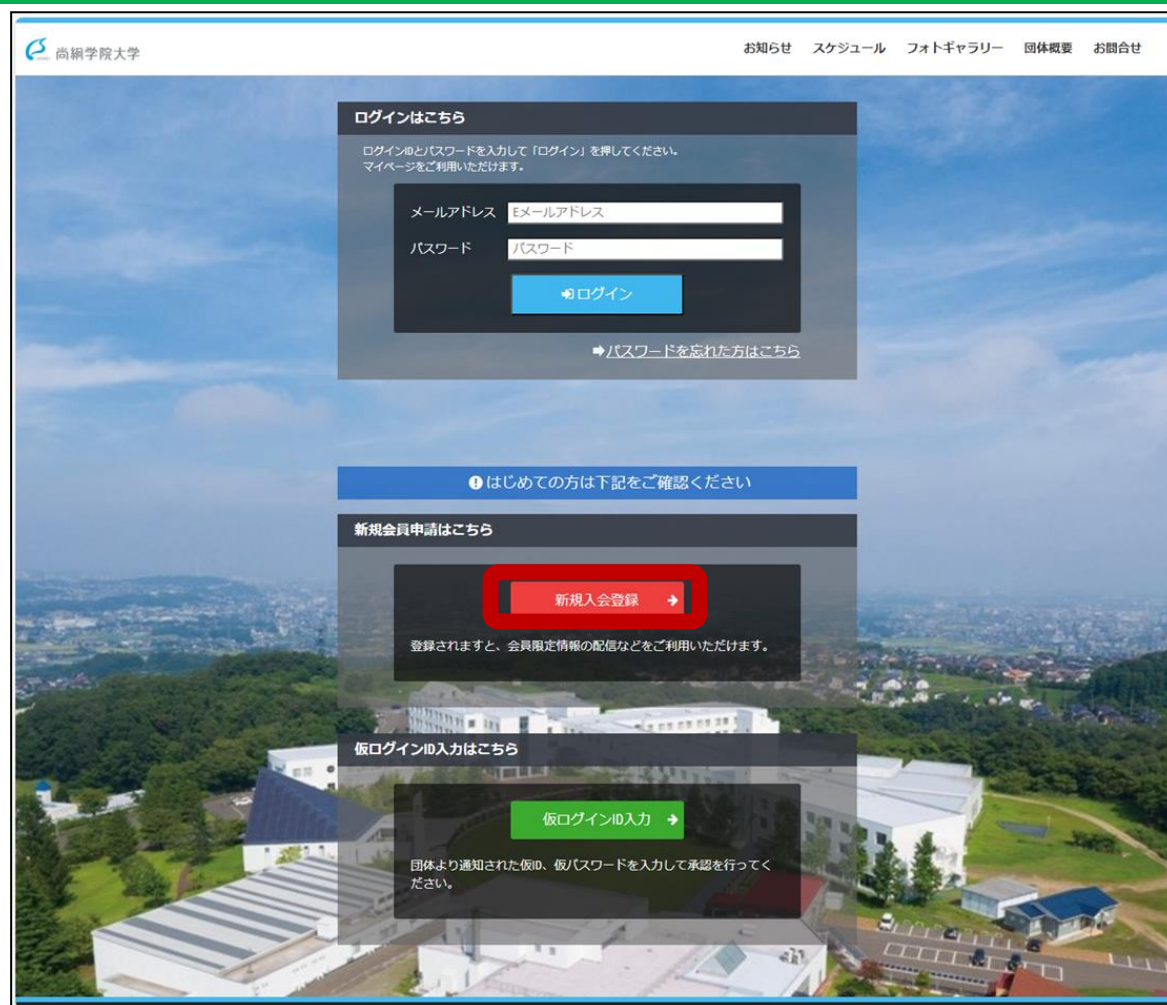 尚絅学院大学
お知らせ スケジュール フォトギャラリー 団体概要 お問合せ
ログインはこちら
ログインIDとパスワードを入力して「ログイン」を押してください。
マイページをご利用いただけます。
メールアドレス Eメールアドレス
パスワード パスワード
ログイン
パスワードを忘れた方はこちら
はじめての方は下記をご確認ください
新規会員申請はこちら
新規入会登録
登録されますと、会員限定情報の配信などをご利用いただけます。
仮ログインID入力はこちら
仮ログインID入力
団体より通知された仮ID、仮パスワードを入力して承認を行ってく
ださい。